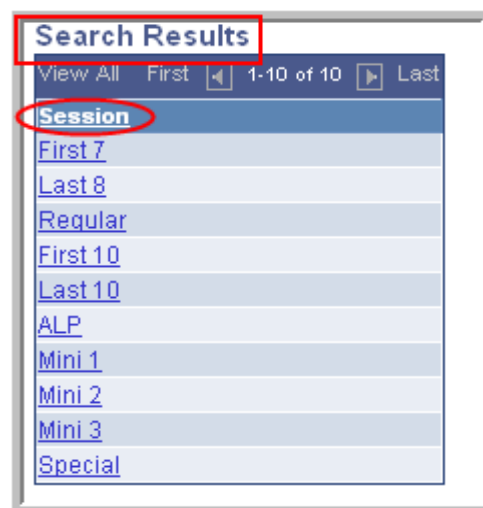 Search Results
View All First 1-10 of 10 Last
Session
First 7
Last 8
Regular
First 10
Last 10
ALP
Mini 1
Mini 2
Mini 3
Special